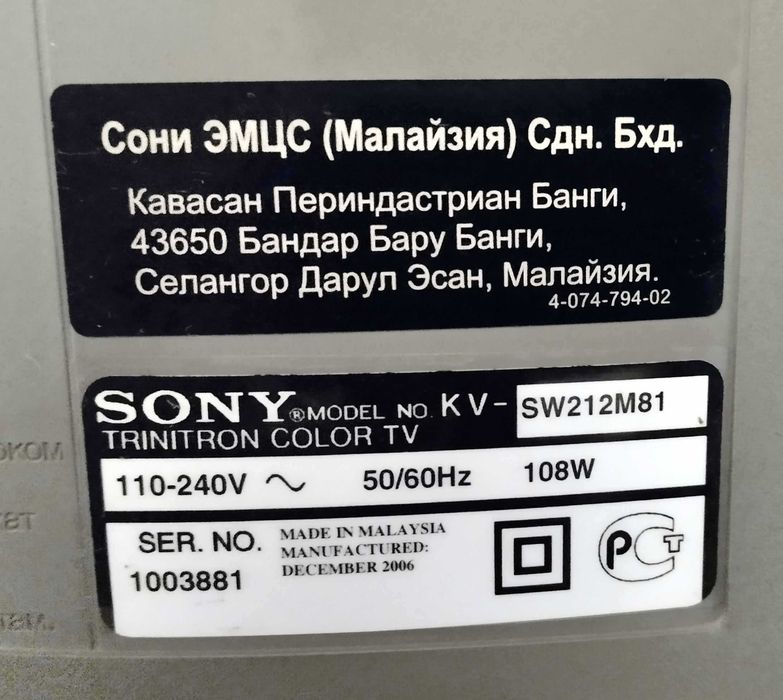 Сони ЭМЦС (Малайзия) Сдн. Бхд.
Кавасан Периндастриан Банги,
43650 Бандар Бару Банги,
Селангор Дарул Эсан, Малайзия.
4-074-794-02
SONY ® MODEL NO. KV- SW212M81
TRINITRON COLOR TV
110-240V ~ 50/60Hz 108W
SER. NO.
1003881
MADE IN MALAYSIA
MANUFACTURED:
DECEMBER 2006
РСТ